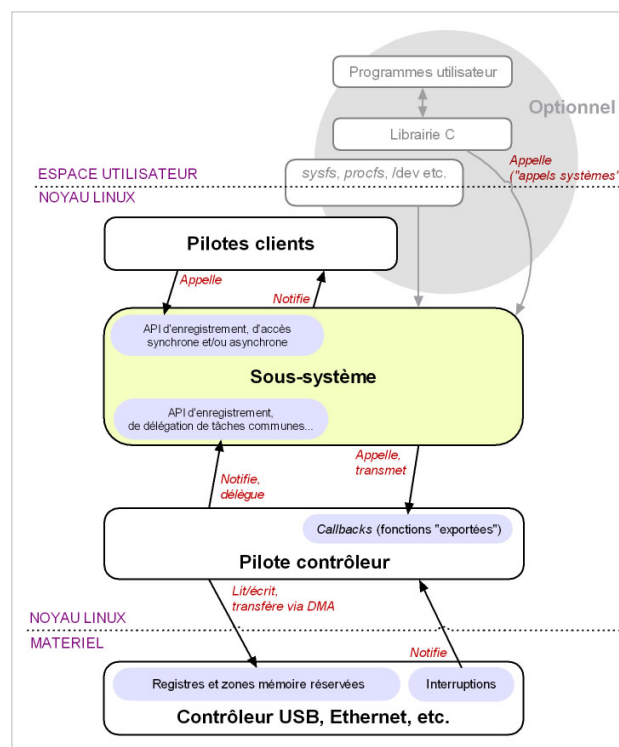 Programmes utilisateur
Optionnel
Librairie C
Appelle
("appels systèmes"
sysfs, procfs, /dev etc.
ESPACE UTILISATEUR
NOYAU LINUX
Pilotes clients
Appelle
Notifie
API d'enregistrement, d'accès
synchrone et/ou asynchrone
Sous-système
API d'enregistrement,
de délégation de tâches communes...
Notifie,
délègue
Appelle,
transmet
Callbacks (fonctions "exportées")
Pilote contrôleur
Lit/écrit,
transfère via DMA
NOYAU LINUX
MATERIEL
Notifie
Registres et zones mémoire réservées
Interruptions
Contrôleur USB, Ethernet, etc.